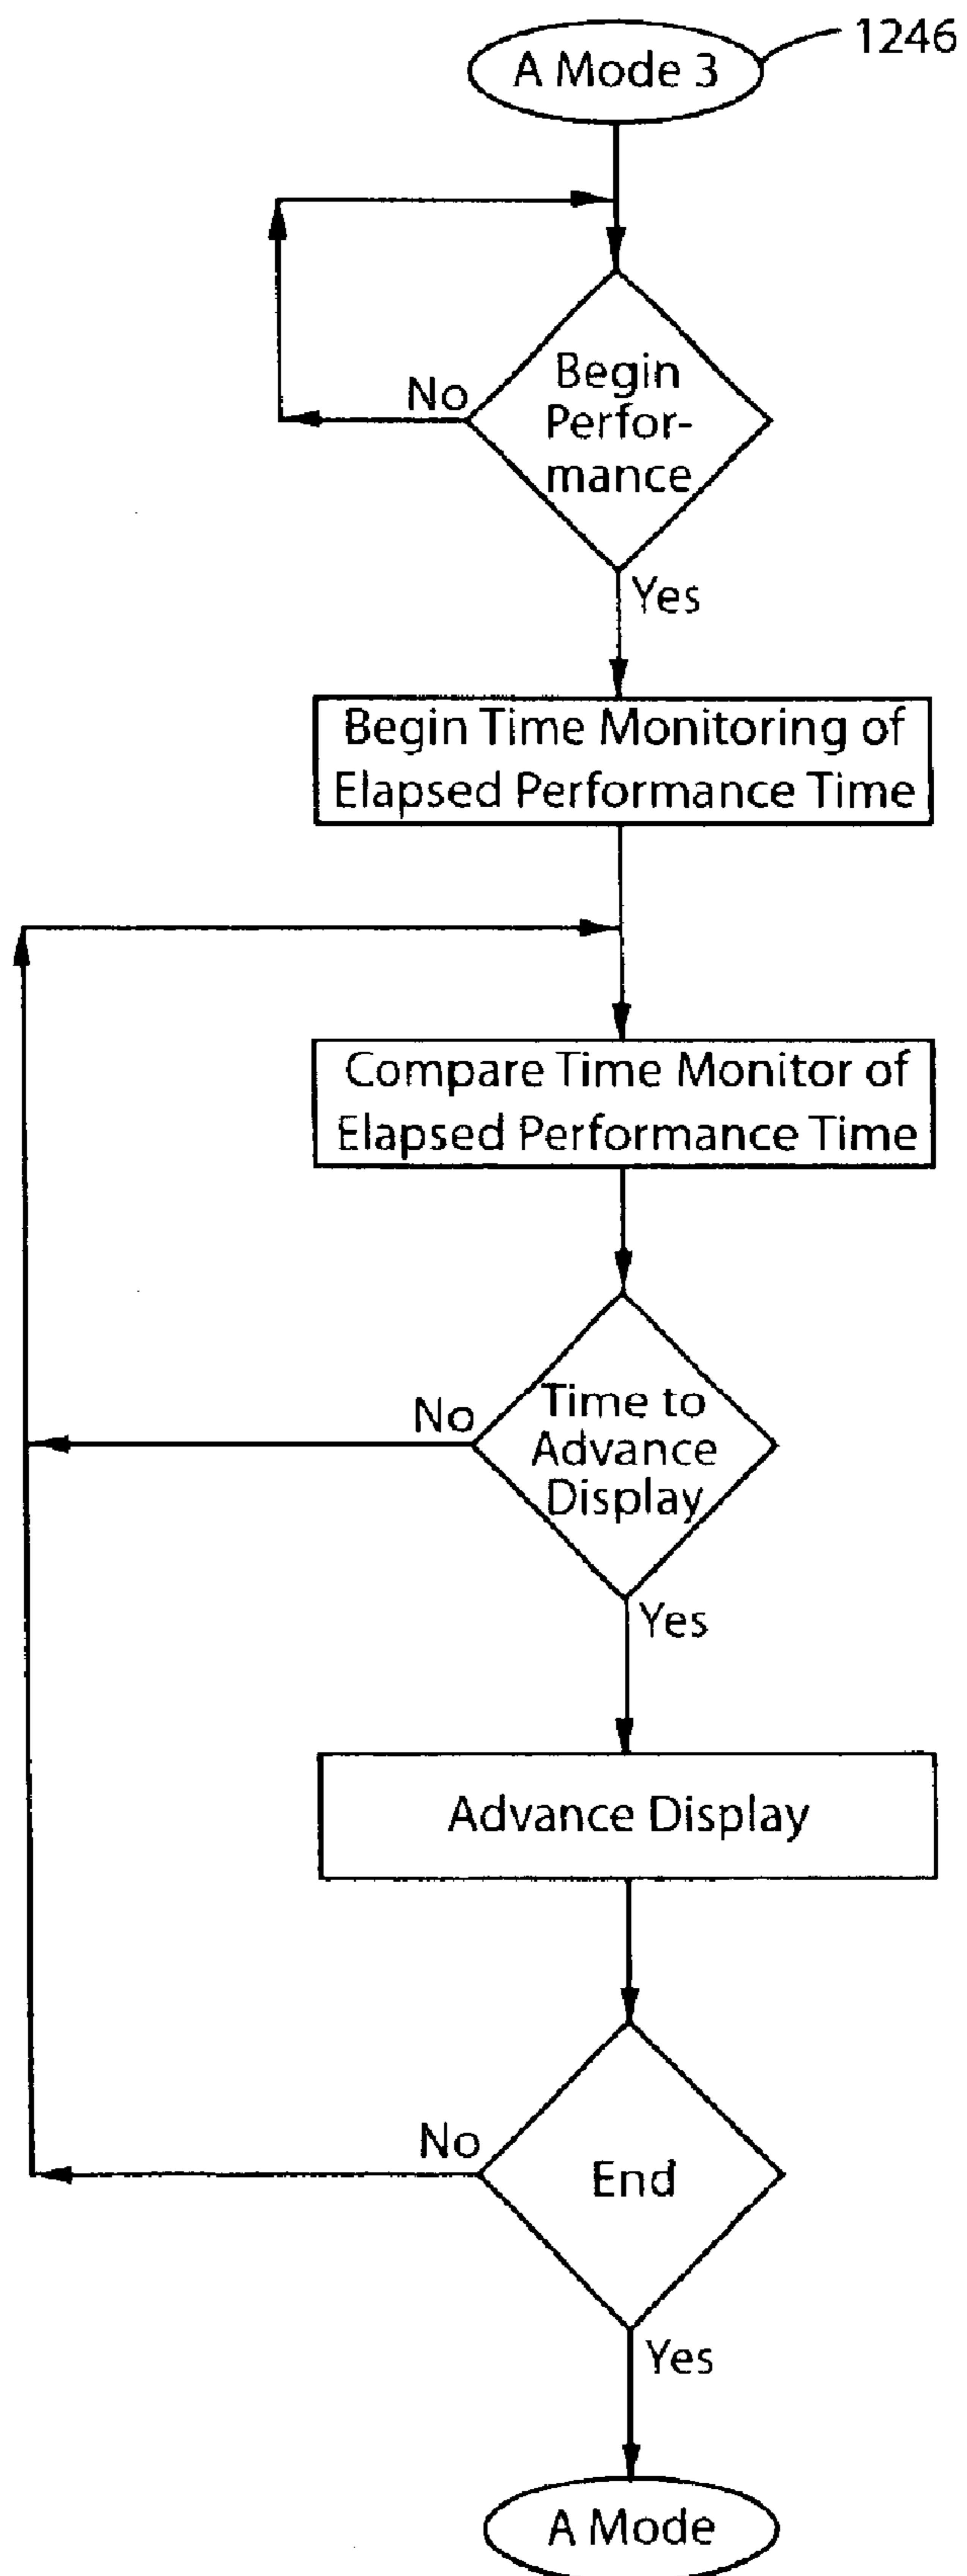 1246
A Mode 3
Begin
Perfor-
mance
No
Yes
Begin Time Monitoring of
Elapsed Performance Time
Compare Time Monitor of
Elapsed Performance Time
Time to
Advance
Display
No
Yes
Advance Display
End
No
Yes
A Mode